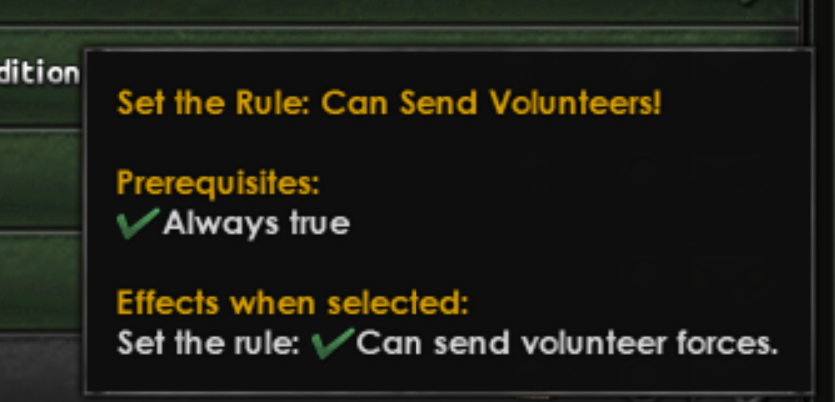 dition
Set the Rule: Can Send Volunteers!
Prerequisites:
Always true
Effects when selected:
Set the rule: Can send volunteer forces.